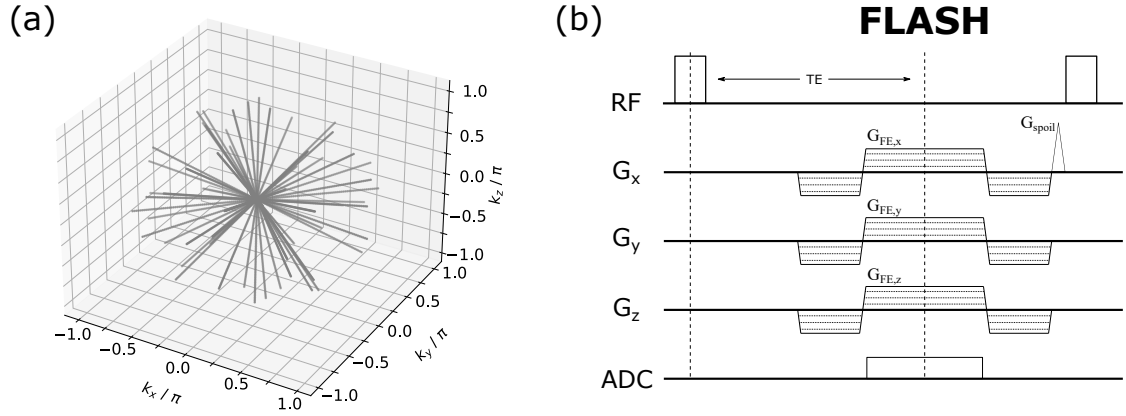 (a)
1.0
0.5
0.0
−0.5
−1.0
k_z / π
−1.0
−0.5
0.0
0.5
1.0
k_x / π
−1.0
−0.5
0.0
0.5
1.0
k_y / π
(b)
FLASH
RF
TE
G_spoil
G_x
G_FE,x
G_y
G_FE,y
G_z
G_FE,z
ADC